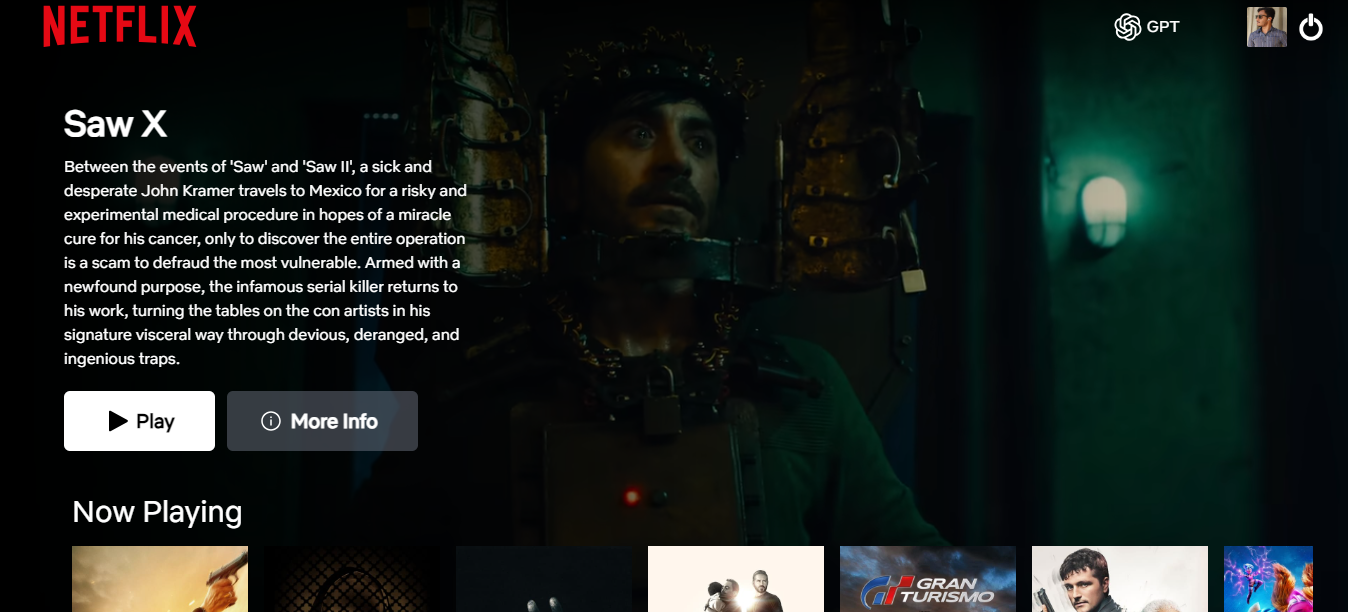 NETFLIX
GPT
Saw X
Between the events of 'Saw' and 'Saw II', a sick and
desperate John Kramer travels to Mexico for a risky and
experimental medical procedure in hopes of a miracle
cure for his cancer, only to discover the entire operation
is a scam to defraud the most vulnerable. Armed with a
newfound purpose, the infamous serial killer returns to
his work, turning the tables on the con artists in his
signature visceral way through devious, deranged, and
ingenious traps.
Play
More Info
Now Playing
GRAN
TURISMO